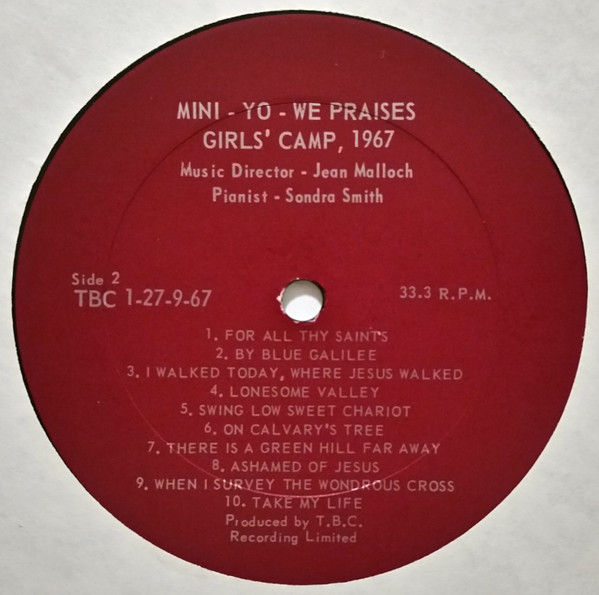 MINI - YO - WE PRAISES
GIRLS' CAMP, 1967
Music Director - Jean Malloch
Pianist - Sondra Smith
Side 2
TBC 1-27-9-67
33.3 R.P.M.
1. FOR ALL THY SAINTS
2. BY BLUE GALILEE
3. I WALKED TODAY, WHERE JESUS WALKED
4. LONESOME VALLEY
5. SWING LOW SWEET CHARIOT
6. ON CALVARY'S TREE
7. THERE IS A GREEN HILL FAR AWAY
8. ASHAMED OF JESUS
9. WHEN I SURVEY THE WONDROUS CROSS
10. TAKE MY LIFE
Produced by T.B.C.
Recording Limited